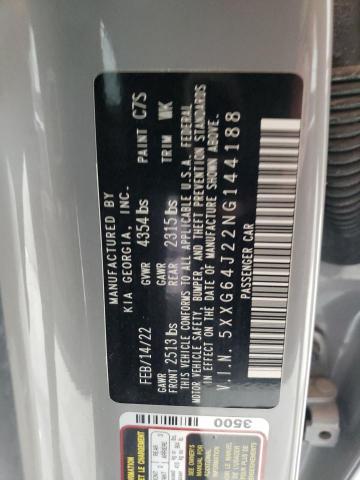 MANUFACTURED BY
KIA GEORGIA, INC.
FEB/14/22 GVWR 4354 lbs PAINT C7S
GAWR FRONT 2513 lbs GAWR REAR 2315 lbs TRIM WK
THIS VEHICLE CONFORMS TO ALL APPLICABLE U.S.A. FEDERAL
MOTOR VEHICLE SAFETY, BUMPER, AND THEFT PREVENTION STANDARDS
IN EFFECT ON THE DATE OF MANUFACTURE SHOWN ABOVE.
V.I.N. 5XXG64J22NG144188
PASSENGER CAR
3500